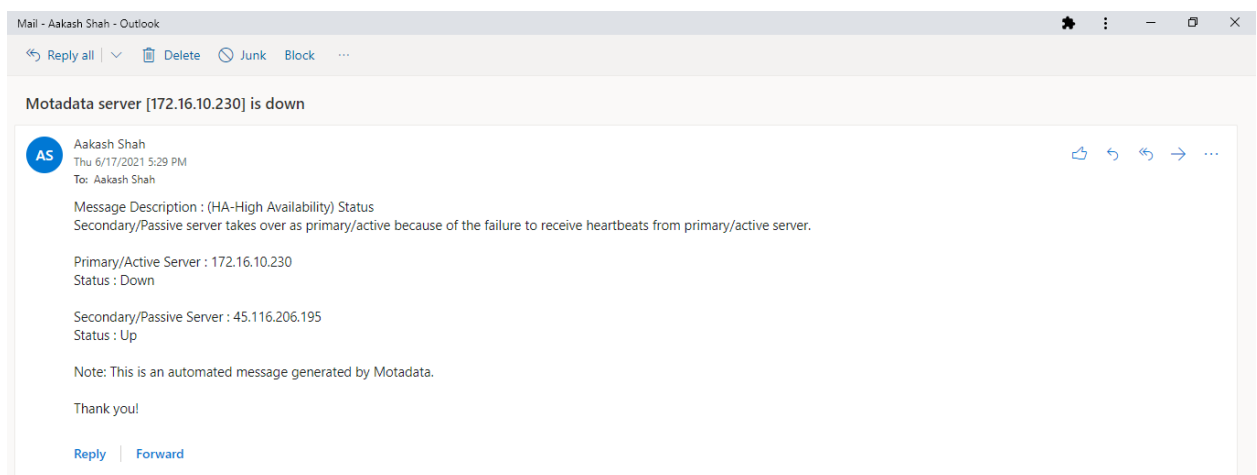 Mail - Aakash Shah - Outlook
Reply all
Delete
Junk
Block
Motadata server [172.16.10.230] is down
AS
Aakash Shah
Thu 6/17/2021 5:29 PM
To: Aakash Shah
Message Description : (HA-High Availability) Status
Secondary/Passive server takes over as primary/active because of the failure to receive heartbeats from primary/active server.
Primary/Active Server : 172.16.10.230
Status : Down
Secondary/Passive Server : 45.116.206.195
Status : Up
Note: This is an automated message generated by Motadata.
Thank you!
Reply
Forward